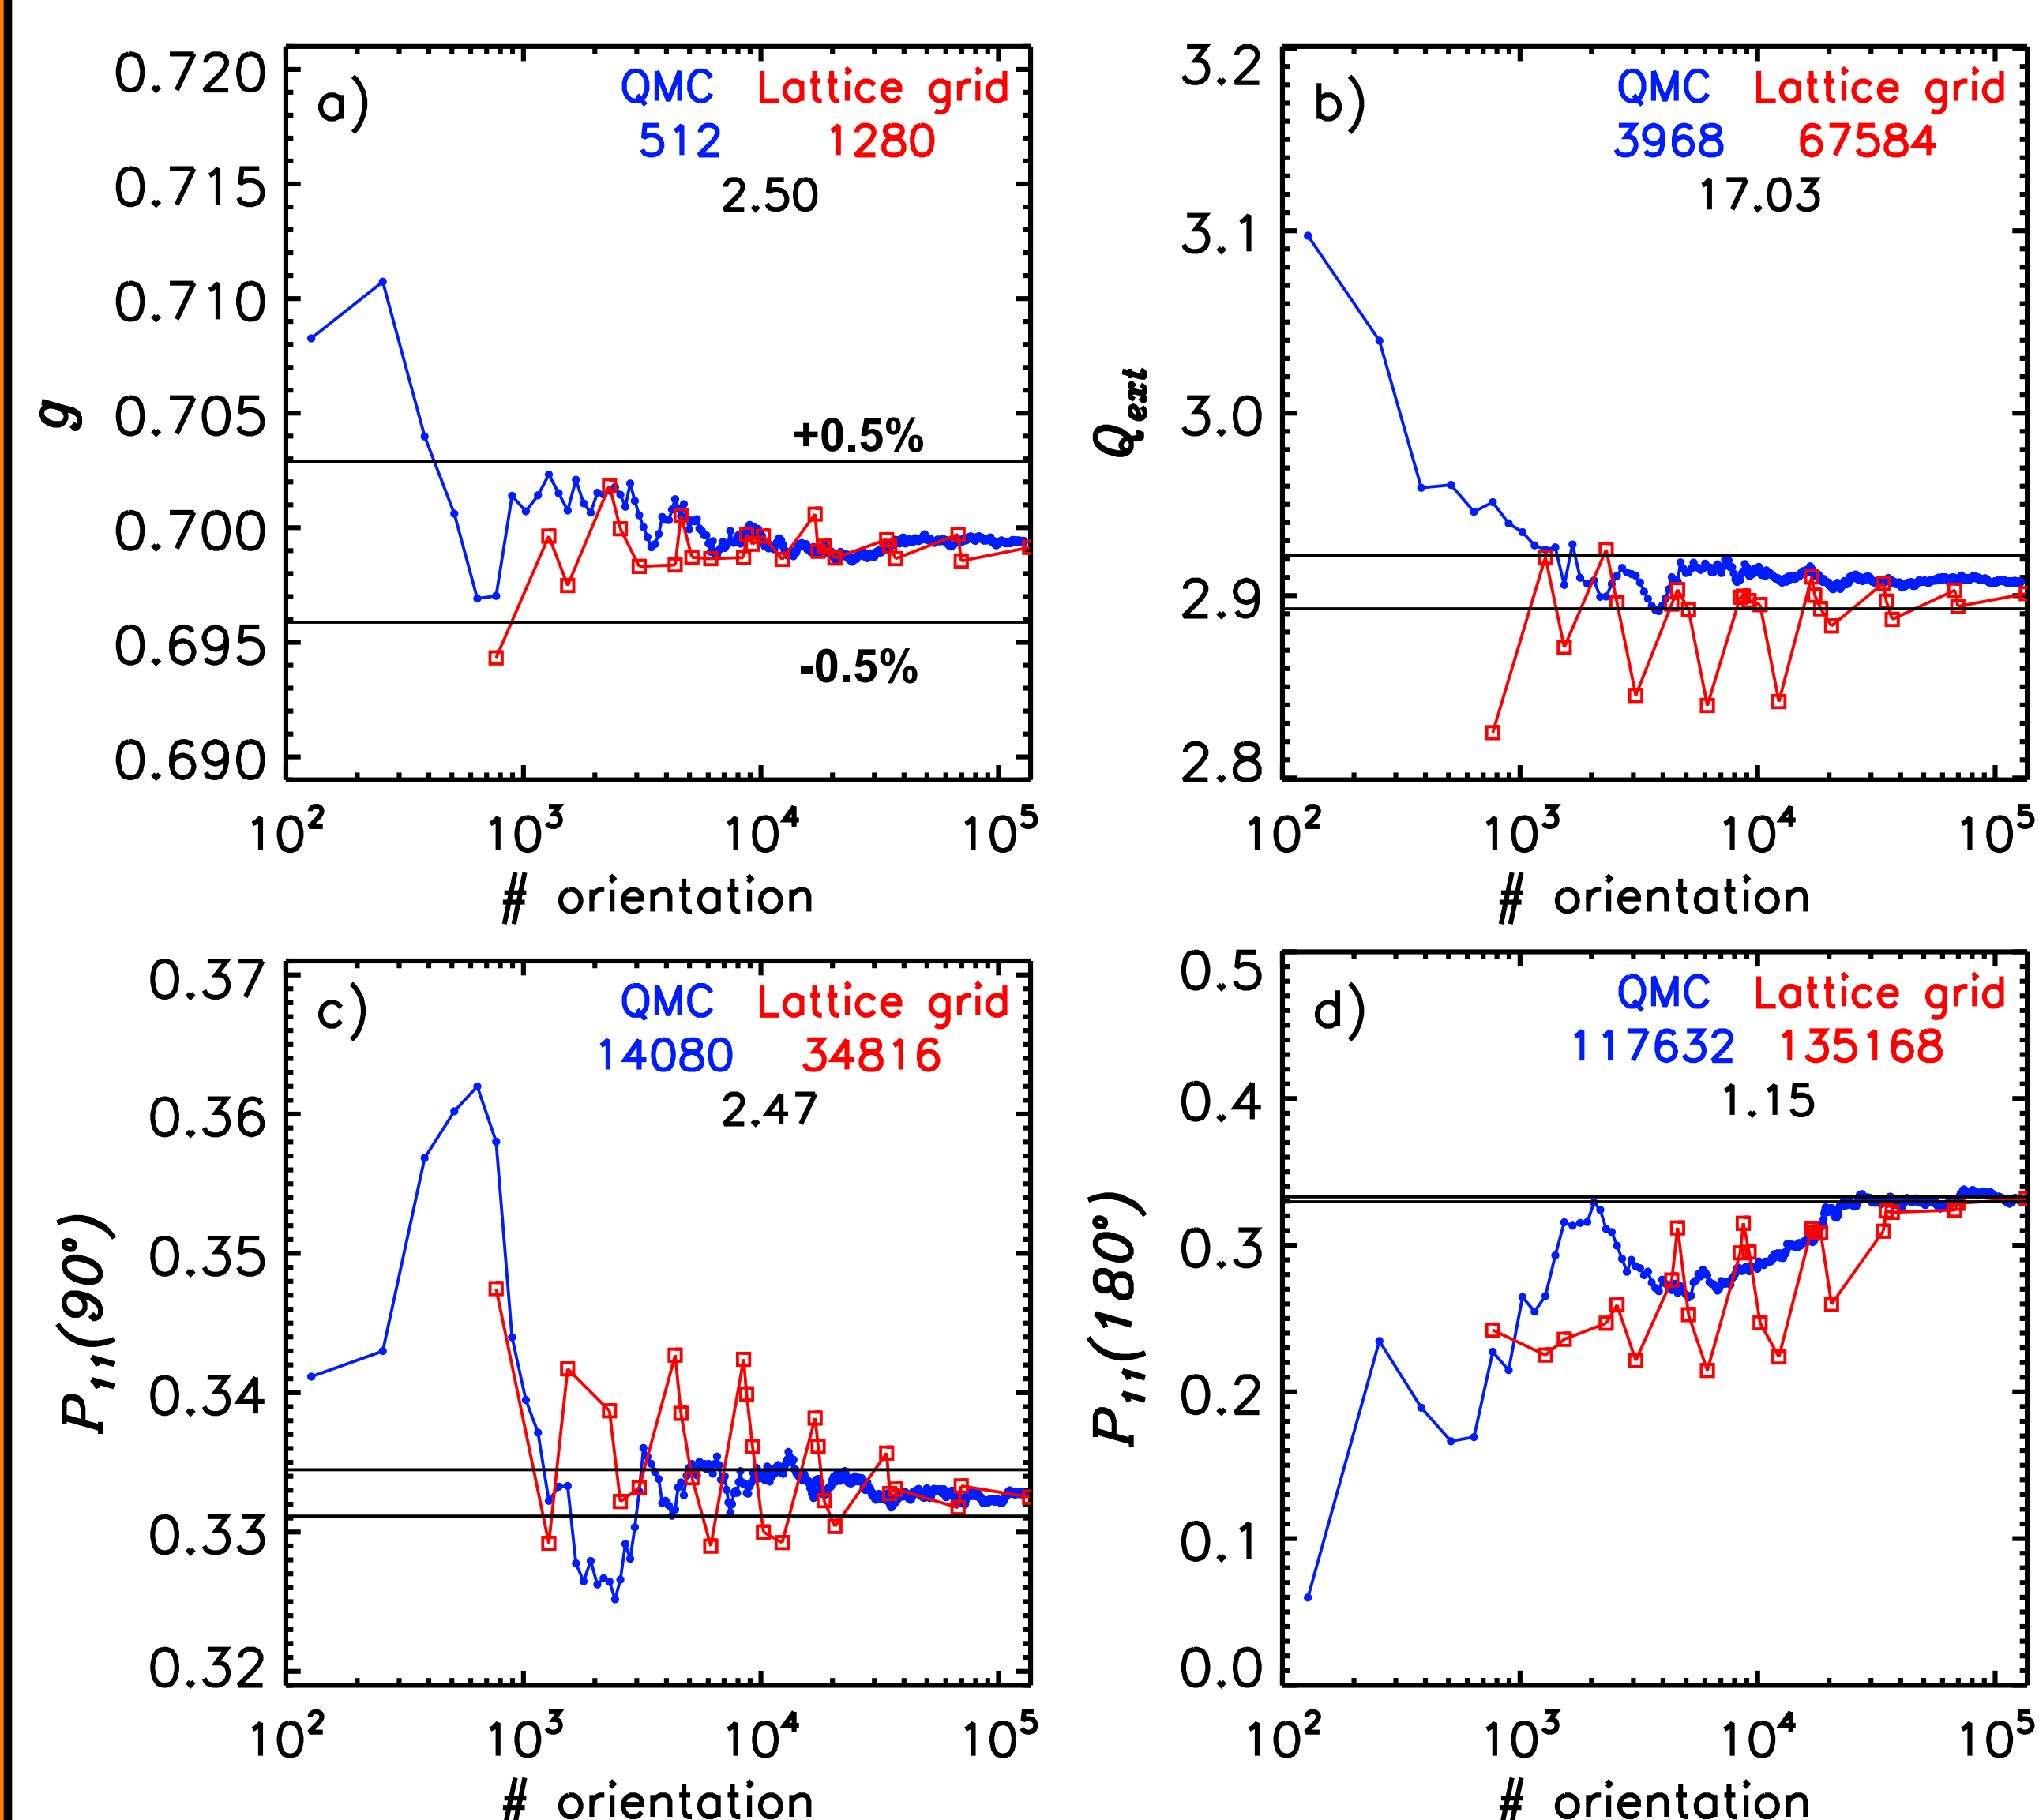 a)
QMC Lattice grid
512 1280
2.50
0.720
0.715
0.710
0.705
0.700
0.695
0.690
g
+0.5%
-0.5%
10² 10³ 10⁴ 10⁵
# orientation
b)
QMC Lattice grid
3968 67584
17.03
3.2
3.1
3.0
2.9
2.8
Qext
10² 10³ 10⁴ 10⁵
# orientation
c)
QMC Lattice grid
14080 34816
2.47
0.37
0.36
0.35
0.34
0.33
0.32
P₁₁(90°)
10² 10³ 10⁴ 10⁵
# orientation
d)
QMC Lattice grid
117632 135168
1.15
0.5
0.4
0.3
0.2
0.1
0.0
P₁₁(180°)
10² 10³ 10⁴ 10⁵
# orientation